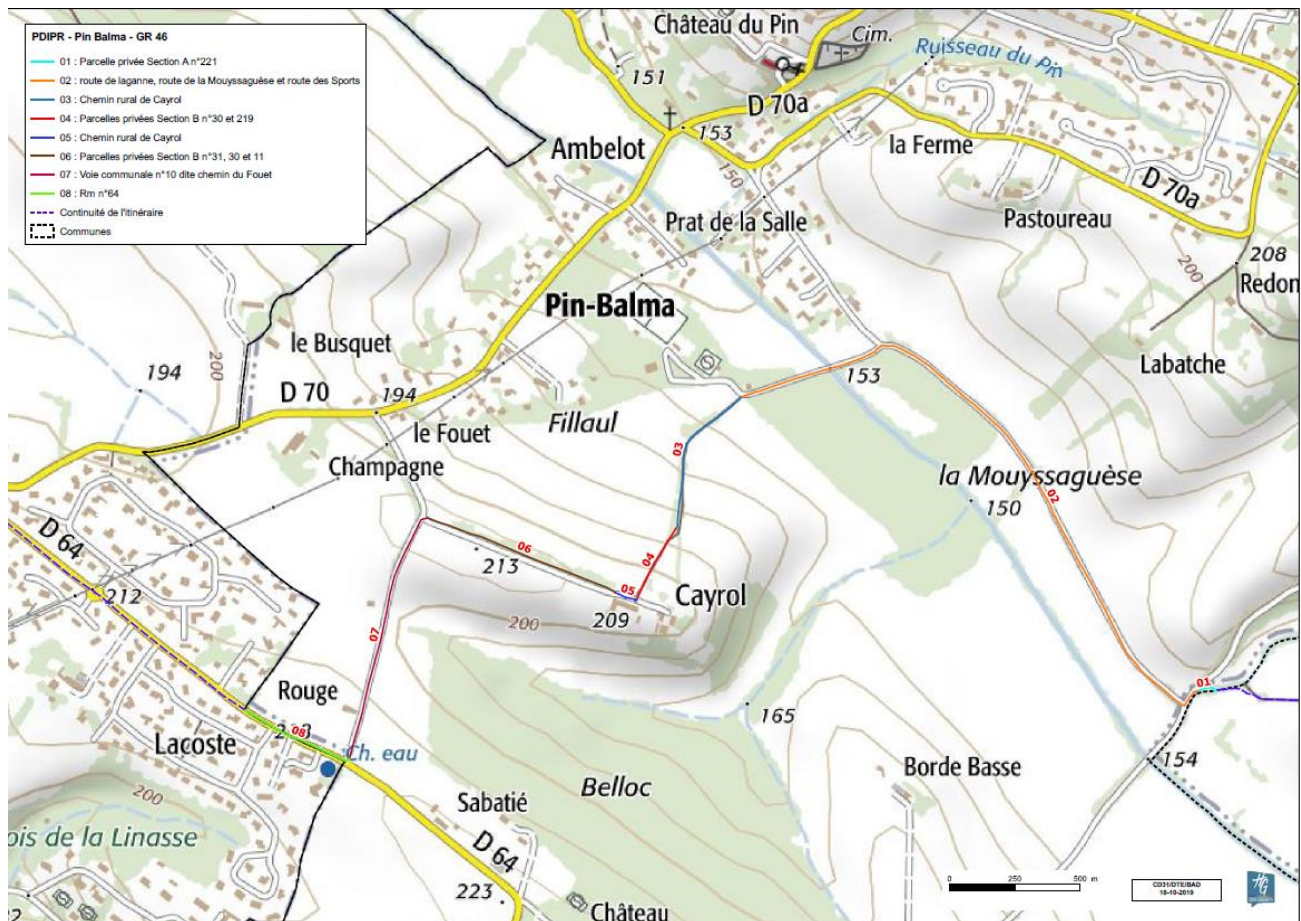 PDIPR - Pin Balma - GR 46
01 : Parcelle privée Section A n°221
02 : route de laganne, route de la Mouyssaguèse et route des Sports
03 : Chemin rural de Cayrol
04 : Parcelles privées Section B n°30 et 219
05 : Chemin rural de Cayrol
06 : Parcelles privées Section B n°31, 30 et 11
07 : Voie communale n°10 dite chemin du Fouet
08 : Rm n°64
Continuité de l'itinéraire
Communes
Château du Pin
Cim.
Ruisseau du Pin
151
D 70a
153
Ambelot
la Ferme
150
D 70a
Prat de la Salle
Pastoureau
208
200
Redon
Pin-Balma
le Busquet
194
200
153
Labatche
D 70
194
Fillaul
le Fouet
03
Champagne
la Mouyssaguèse
02
150
D 64
06
213
04
05
Cayrol
212
209
200
07
01
Rouge
165
08
Lacoste
Ch. eau
154
Borde Basse
200
Belloc
Sabatié
ois de la Linasse
D 64
223
0 250 500 m
CD31/DTE/BAD
18-10-2019
Château